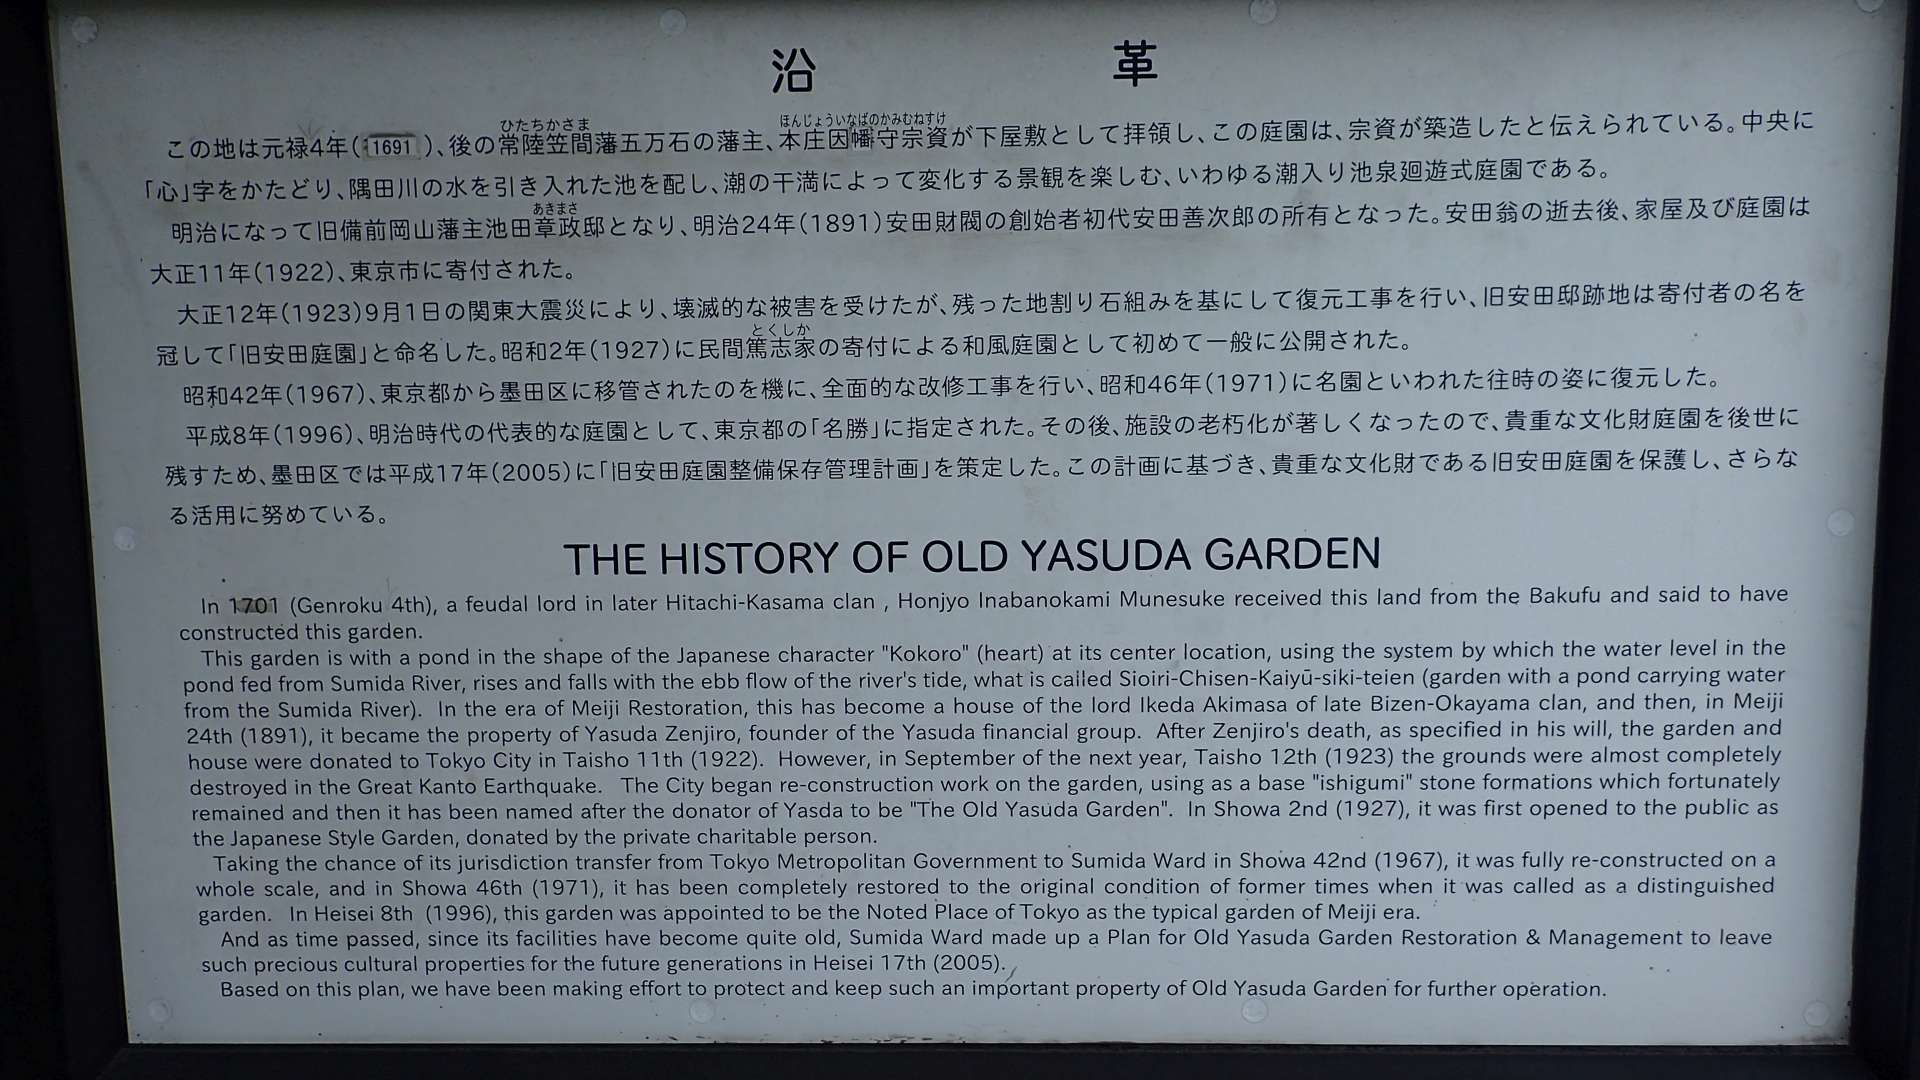 沿革
ひたちかさま ほんじょういなばのかみむねすけ
この地は元禄4年(1691)、後の常陸笠間藩五万石の藩主、本庄因幡守宗資が下屋敷として拝領し、この庭園は、宗資が築造したと伝えられている。中央に
「心」字をかたどり、隅田川の水を引き入れた池を配し、潮の干満によって変化する景観を楽しむ、いわゆる潮入り池泉廻遊式庭園である。
あきまさ
明治になって旧備前岡山藩主池田章政邸となり、明治24年(1891)安田財閥の創始者初代安田善次郎の所有となった。安田翁の逝去後、家屋及び庭園は
大正11年(1922)、東京市に寄付された。
大正12年(1923)9月1日の関東大震災により、壊滅的な被害を受けたが、残った地割り石組みを基にして復元工事を行い、旧安田邸跡地は寄付者の名を
とくしか
冠して「旧安田庭園」と命名した。昭和2年(1927)に民間篤志家の寄付による和風庭園として初めて一般に公開された。
昭和42年(1967)、東京都から墨田区に移管されたのを機に、全面的な改修工事を行い、昭和46年(1971)に名園といわれた往時の姿に復元した。
平成8年(1996)、明治時代の代表的な庭園として、東京都の「名勝」に指定された。その後、施設の老朽化が著しくなったので、貴重な文化財庭園を後世に
残すため、墨田区では平成17年(2005)に「旧安田庭園整備保存管理計画」を策定した。この計画に基づき、貴重な文化財である旧安田庭園を保護し、さらな
る活用に努めている。
THE HISTORY OF OLD YASUDA GARDEN
In 1701 (Genroku 4th), a feudal lord in later Hitachi-Kasama clan , Honjyo Inabanokami Munesuke received this land from the Bakufu and said to have
constructed this garden.
This garden is with a pond in the shape of the Japanese character "Kokoro" (heart) at its center location, using the system by which the water level in the
pond fed from Sumida River, rises and falls with the ebb flow of the river's tide, what is called Sioiri-Chisen-Kaiyū-siki-teien (garden with a pond carrying water
from the Sumida River). In the era of Meiji Restoration, this has become a house of the lord Ikeda Akimasa of late Bizen-Okayama clan, and then, in Meiji
24th (1891), it became the property of Yasuda Zenjiro, founder of the Yasuda financial group. After Zenjiro's death, as specified in his will, the garden and
house were donated to Tokyo City in Taisho 11th (1922). However, in September of the next year, Taisho 12th (1923) the grounds were almost completely
destroyed in the Great Kanto Earthquake. The City began re-construction work on the garden, using as a base "ishigumi" stone formations which fortunately
remained and then it has been named after the donator of Yasda to be "The Old Yasuda Garden". In Showa 2nd (1927), it was first opened to the public as
the Japanese Style Garden, donated by the private charitable person.
Taking the chance of its jurisdiction transfer from Tokyo Metropolitan Government to Sumida Ward in Showa 42nd (1967), it was fully re-constructed on a
whole scale, and in Showa 46th (1971), it has been completely restored to the original condition of former times when it was called as a distinguished
garden. In Heisei 8th (1996), this garden was appointed to be the Noted Place of Tokyo as the typical garden of Meiji era.
And as time passed, since its facilities have become quite old, Sumida Ward made up a Plan for Old Yasuda Garden Restoration & Management to leave
such precious cultural properties for the future generations in Heisei 17th (2005).
Based on this plan, we have been making effort to protect and keep such an important property of Old Yasuda Garden for further operation.